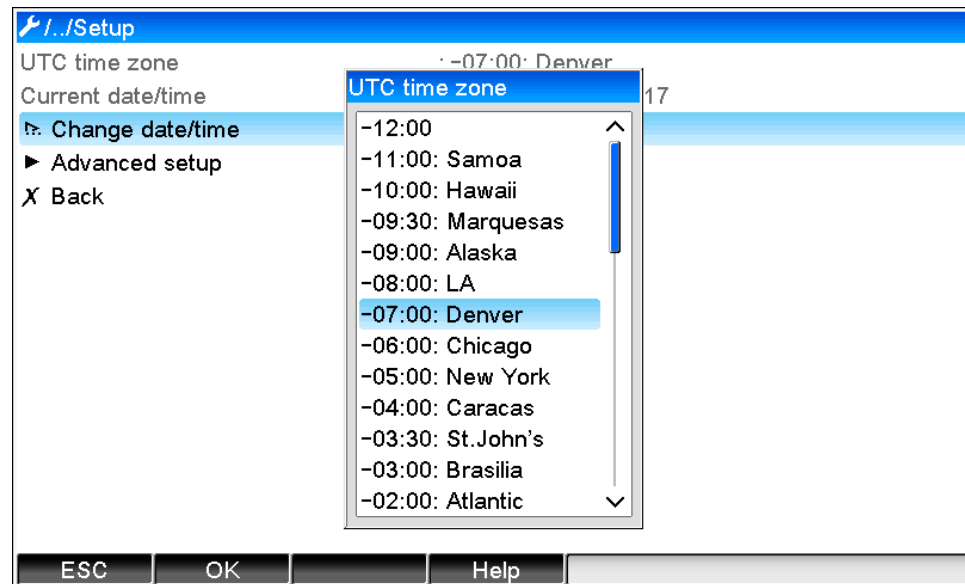 /../Setup
UTC time zone : -07:00: Denver
Current date/time 17
Change date/time
Advanced setup
X Back
UTC time zone
-12:00
-11:00: Samoa
-10:00: Hawaii
-09:30: Marquesas
-09:00: Alaska
-08:00: LA
-07:00: Denver
-06:00: Chicago
-05:00: New York
-04:00: Caracas
-03:30: St.John's
-03:00: Brasilia
-02:00: Atlantic
ESC OK Help